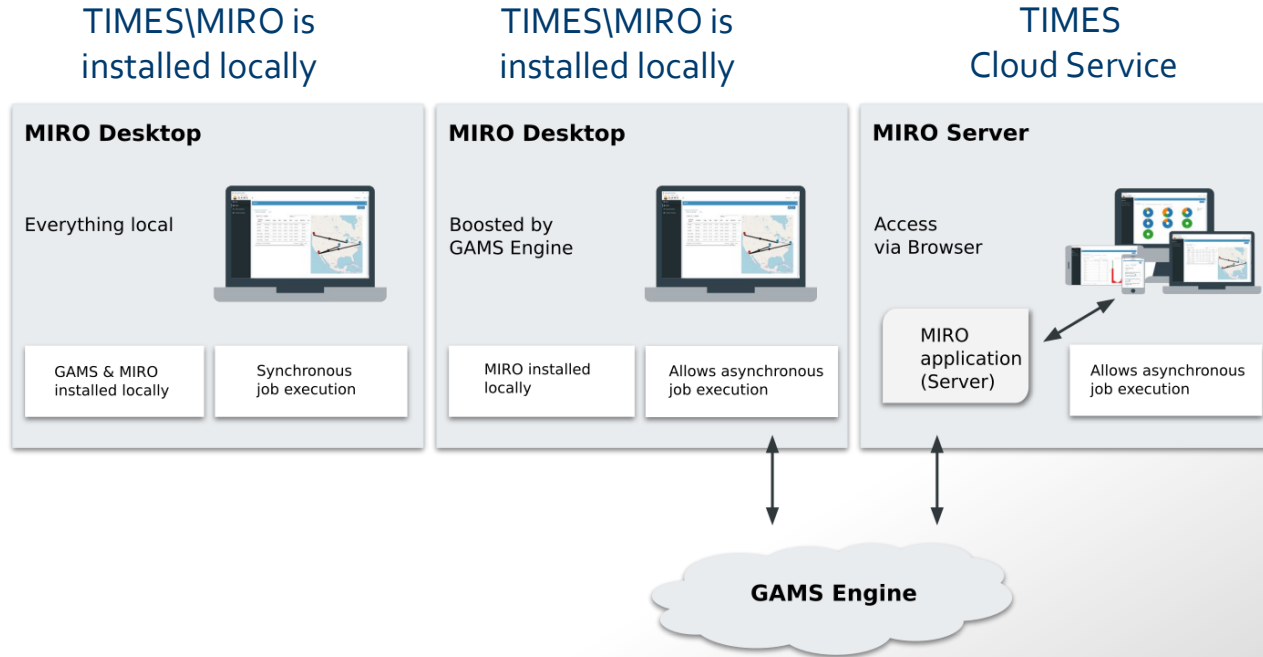 TIMES\MIRO is
installed locally
TIMES\MIRO is
installed locally
TIMES
Cloud Service
MIRO Desktop
Everything local
GAMS & MIRO
installed locally
Synchronous
job execution
MIRO Desktop
Boosted by
GAMS Engine
MIRO installed
locally
Allows asynchronous
job execution
MIRO Server
Access
via Browser
MIRO
application
(Server)
Allows asynchronous
job execution
GAMS Engine